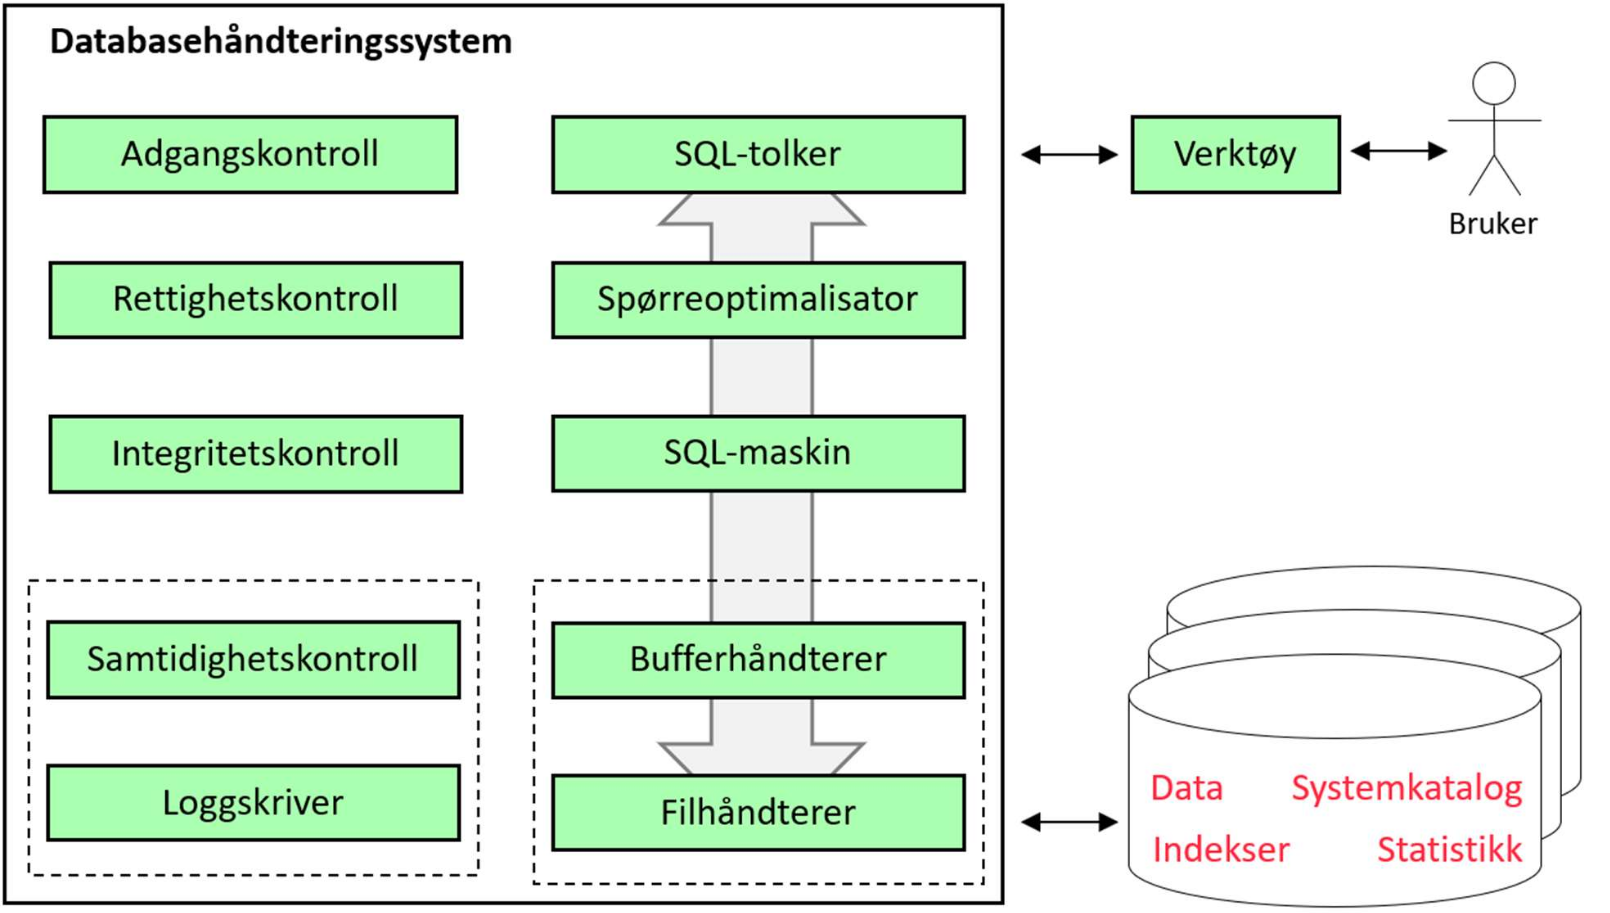 Databasehåndteringssystem
Adgangskontroll
SQL-tolker
Verktøy
Bruker
Rettighetskontroll
Spørreoptimalisator
Integritetskontroll
SQL-maskin
Samtidighetskontroll
Bufferhåndterer
Loggskriver
Filhåndterer
Data Systemkatalog
Indekser Statistikk